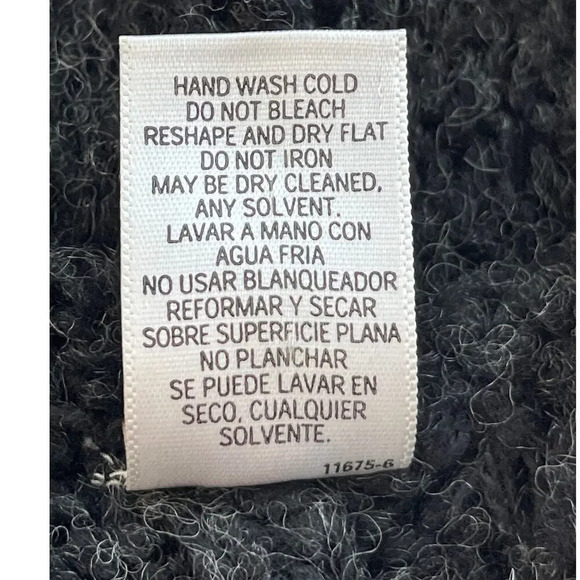 HAND WASH COLD
DO NOT BLEACH
RESHAPE AND DRY FLAT
DO NOT IRON
MAY BE DRY CLEANED,
ANY SOLVENT.
LAVAR A MANO CON
AGUA FRIA
NO USAR BLANQUEADOR
REFORMAR Y SECAR
SOBRE SUPERFICIE PLANA
NO PLANCHAR
SE PUEDE LAVAR EN
SECO, CUALQUIER
SOLVENTE.
11675-6